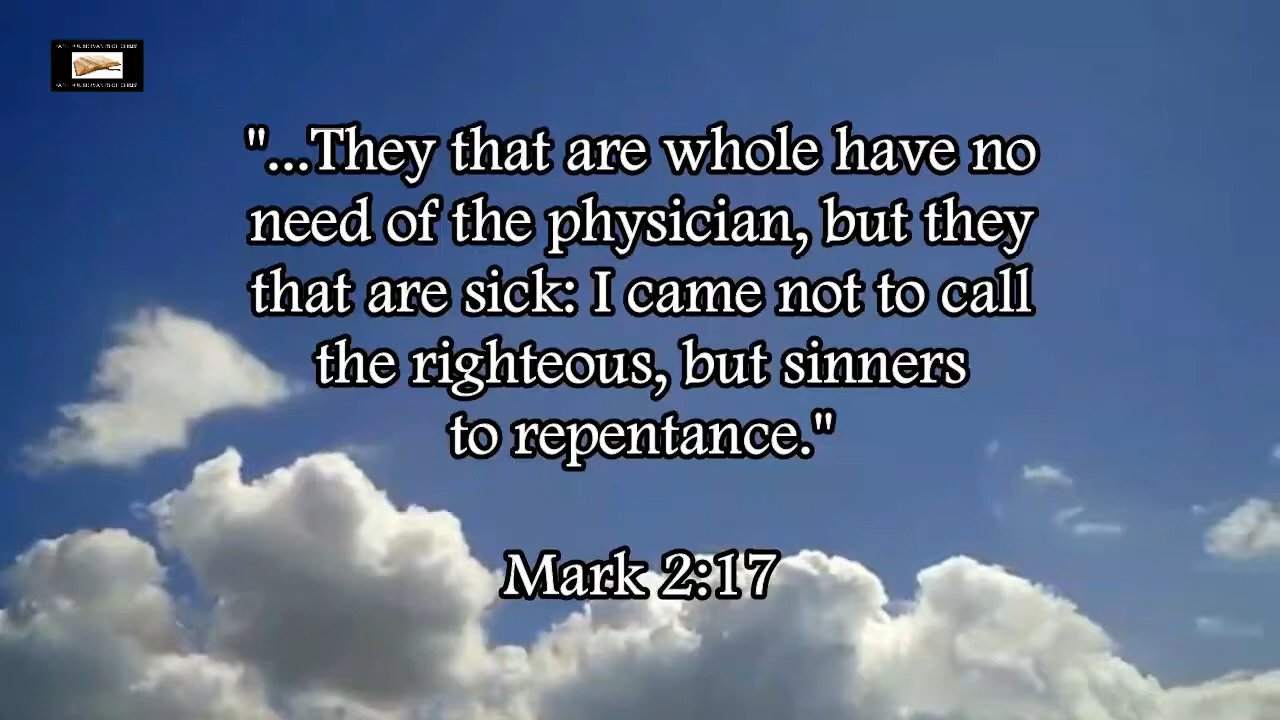 "...They that are whole have no
need of the physician, but they
that are sick: I came not to call
the righteous, but sinners
to repentance."
Mark 2:17